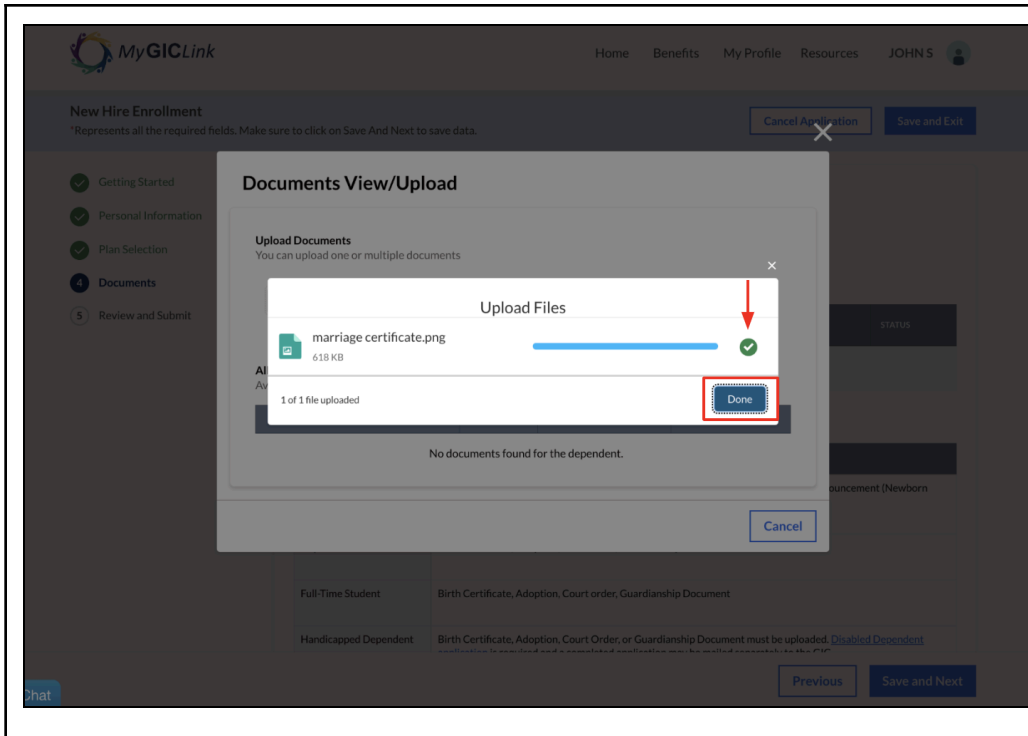 MyGICLink
Home Benefits My Profile Resources JOHN S
New Hire Enrollment
*Represents all the required fields. Make sure to click on Save And Next to save data.
Cancel Application
Save and Exit
Getting Started
Personal Information
Plan Selection
4 Documents
5 Review and Submit
Documents View/Upload
Upload Documents
You can upload one or multiple documents
Upload Files
marriage certificate.png
618 KB
1 of 1 file uploaded
Done
STATUS
Al
Av
No documents found for the dependent.
ouncement (Newborn
Cancel
Full-Time Student Birth Certificate, Adoption, Court order, Guardianship Document
Handicapped Dependent Birth Certificate, Adoption, Court Order, or Guardianship Document must be uploaded. Disabled Dependent
Previous
Save and Next
Chat